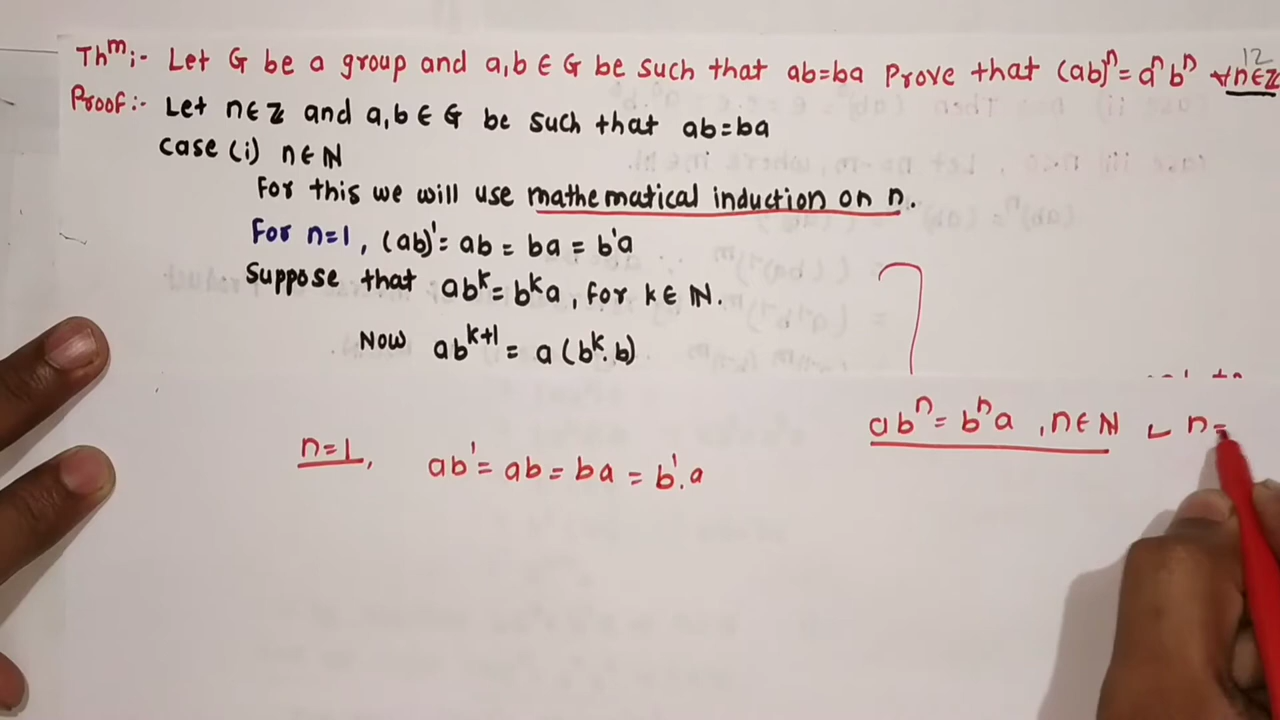 12
Thᵐ:- Let G be a group and a,b ∈ G be such that ab=ba Prove that (ab)ⁿ = aⁿbⁿ ∀n∈Z
Proof:- Let n∈Z and a,b ∈ G be such that ab=ba
case (i) n∈ℕ
For this we will use mathematical induction on n.
For n=1, (ab)¹= ab = ba = b¹a
Suppose that abᵏ = bᵏa, for k∈ ℕ.
Now abᵏ⁺¹ = a(bᵏ.b)
abⁿ = bⁿa, n∈ℕ n=
n=1, ab¹= ab = ba = b¹.a